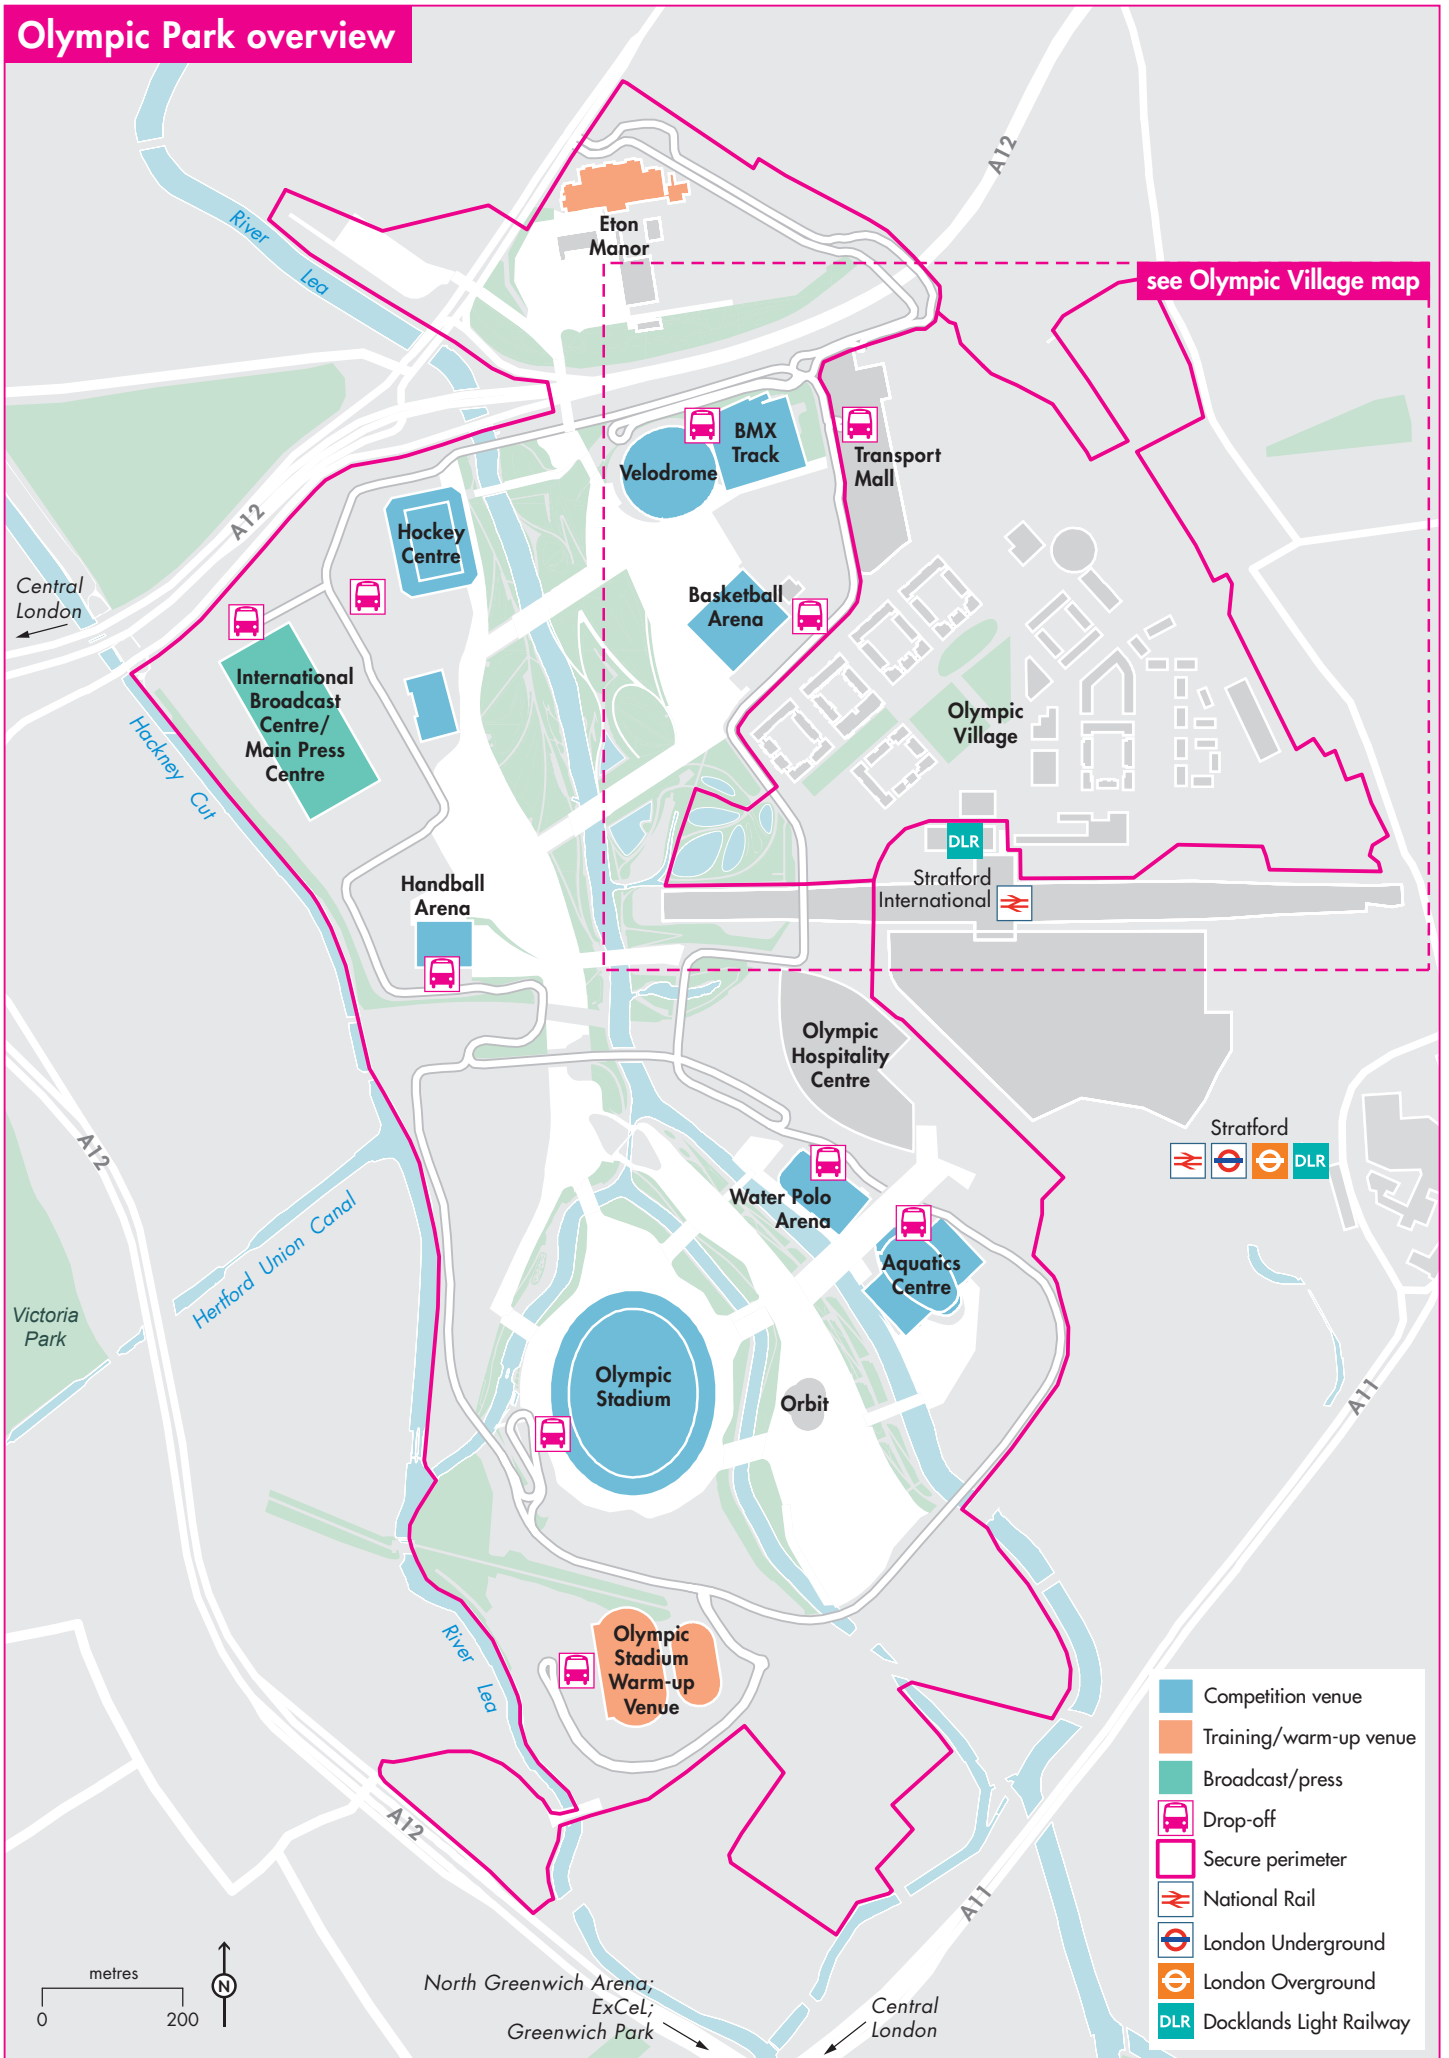 Olympic Park overview
A12
River
Lea
Eton
Manor
see Olympic Village map
BMX
Track
Velodrome
Transport
Mall
A12
Hockey
Centre
Central
London
Basketball
Arena
International
Broadcast
Centre/
Main Press
Centre
Olympic
Village
Hackney Cut
DLR
Stratford
International
Handball
Arena
Olympic
Hospitality
Centre
Stratford
DLR
A12
Water Polo
Arena
Hertford Union Canal
Aquatics
Centre
Victoria
Park
Olympic
Stadium
Orbit
A11
Olympic
Stadium
Warm-up
Venue
River
Lea
Competition venue
Training/warm-up venue
Broadcast/press
Drop-off
Secure perimeter
National Rail
London Underground
London Overground
DLR Docklands Light Railway
A12
A11
metres
0 200
N
North Greenwich Arena;
ExCeL;
Greenwich Park
Central
London